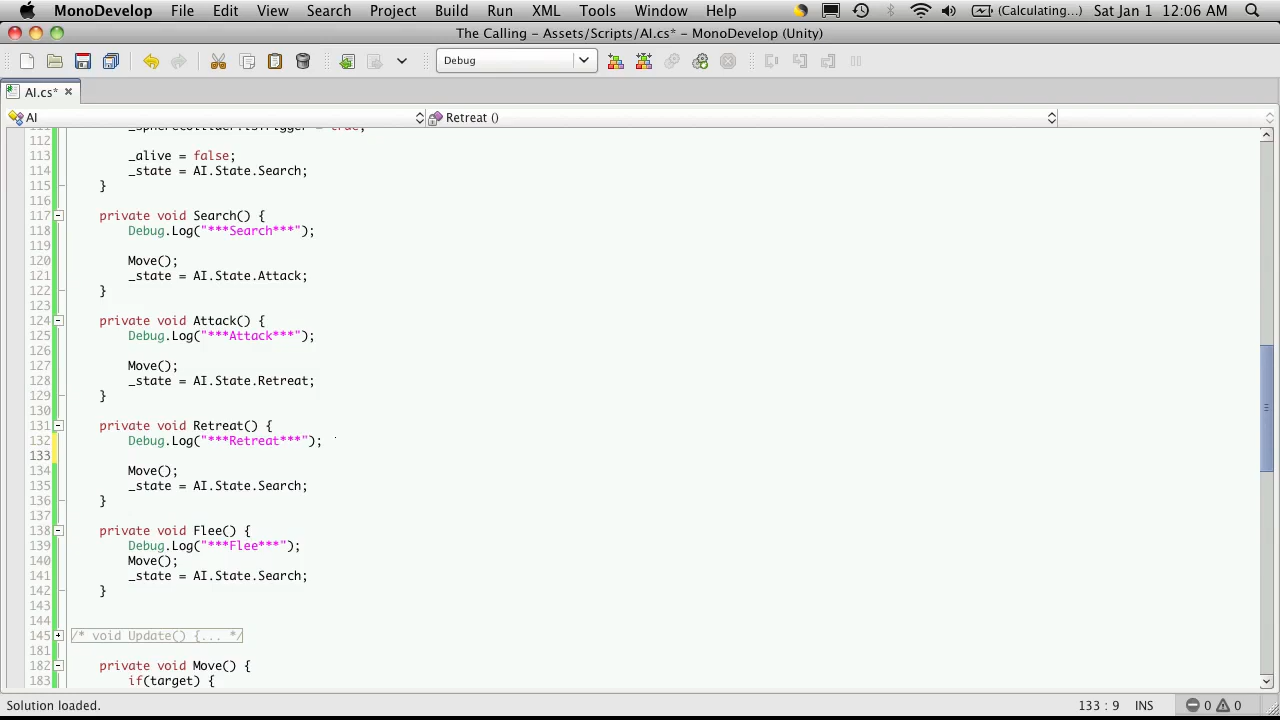 MonoDevelop File Edit View Search Project Build Run XML Tools Window Help (Calculating...) Sat Jan 1 12:06 AM
The Calling – Assets/Scripts/AI.cs* – MonoDevelop (Unity)
Debug
AI.cs*
AI Retreat ()
112
113 _alive = false;
114 _state = AI.State.Search;
115 }
116
117 private void Search() {
118 Debug.Log("***Search***");
119
120 Move();
121 _state = AI.State.Attack;
122 }
123
124 private void Attack() {
125 Debug.Log("***Attack***");
126
127 Move();
128 _state = AI.State.Retreat;
129 }
130
131 private void Retreat() {
132 Debug.Log("***Retreat***");
133
134 Move();
135 _state = AI.State.Search;
136 }
137
138 private void Flee() {
139 Debug.Log("***Flee***");
140 Move();
141 _state = AI.State.Search;
142 }
143
144
145 /* void Update() {... */
181
182 private void Move() {
183 if(target) {
Solution loaded. 133 : 9 INS 0 0